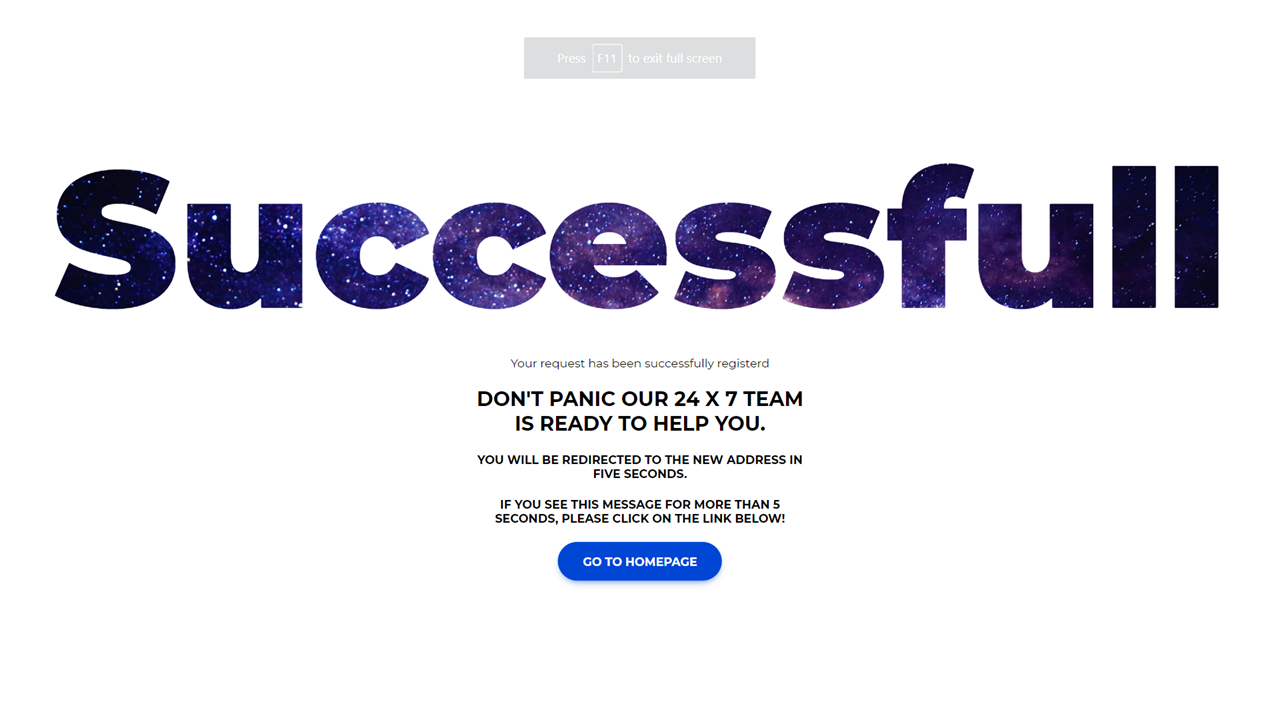 Press F11 to exit full screen
Successfull
Your request has been successfully registerd
DON'T PANIC OUR 24 X 7 TEAM
IS READY TO HELP YOU.
YOU WILL BE REDIRECTED TO THE NEW ADDRESS IN
FIVE SECONDS.
IF YOU SEE THIS MESSAGE FOR MORE THAN 5
SECONDS, PLEASE CLICK ON THE LINK BELOW!
GO TO HOMEPAGE